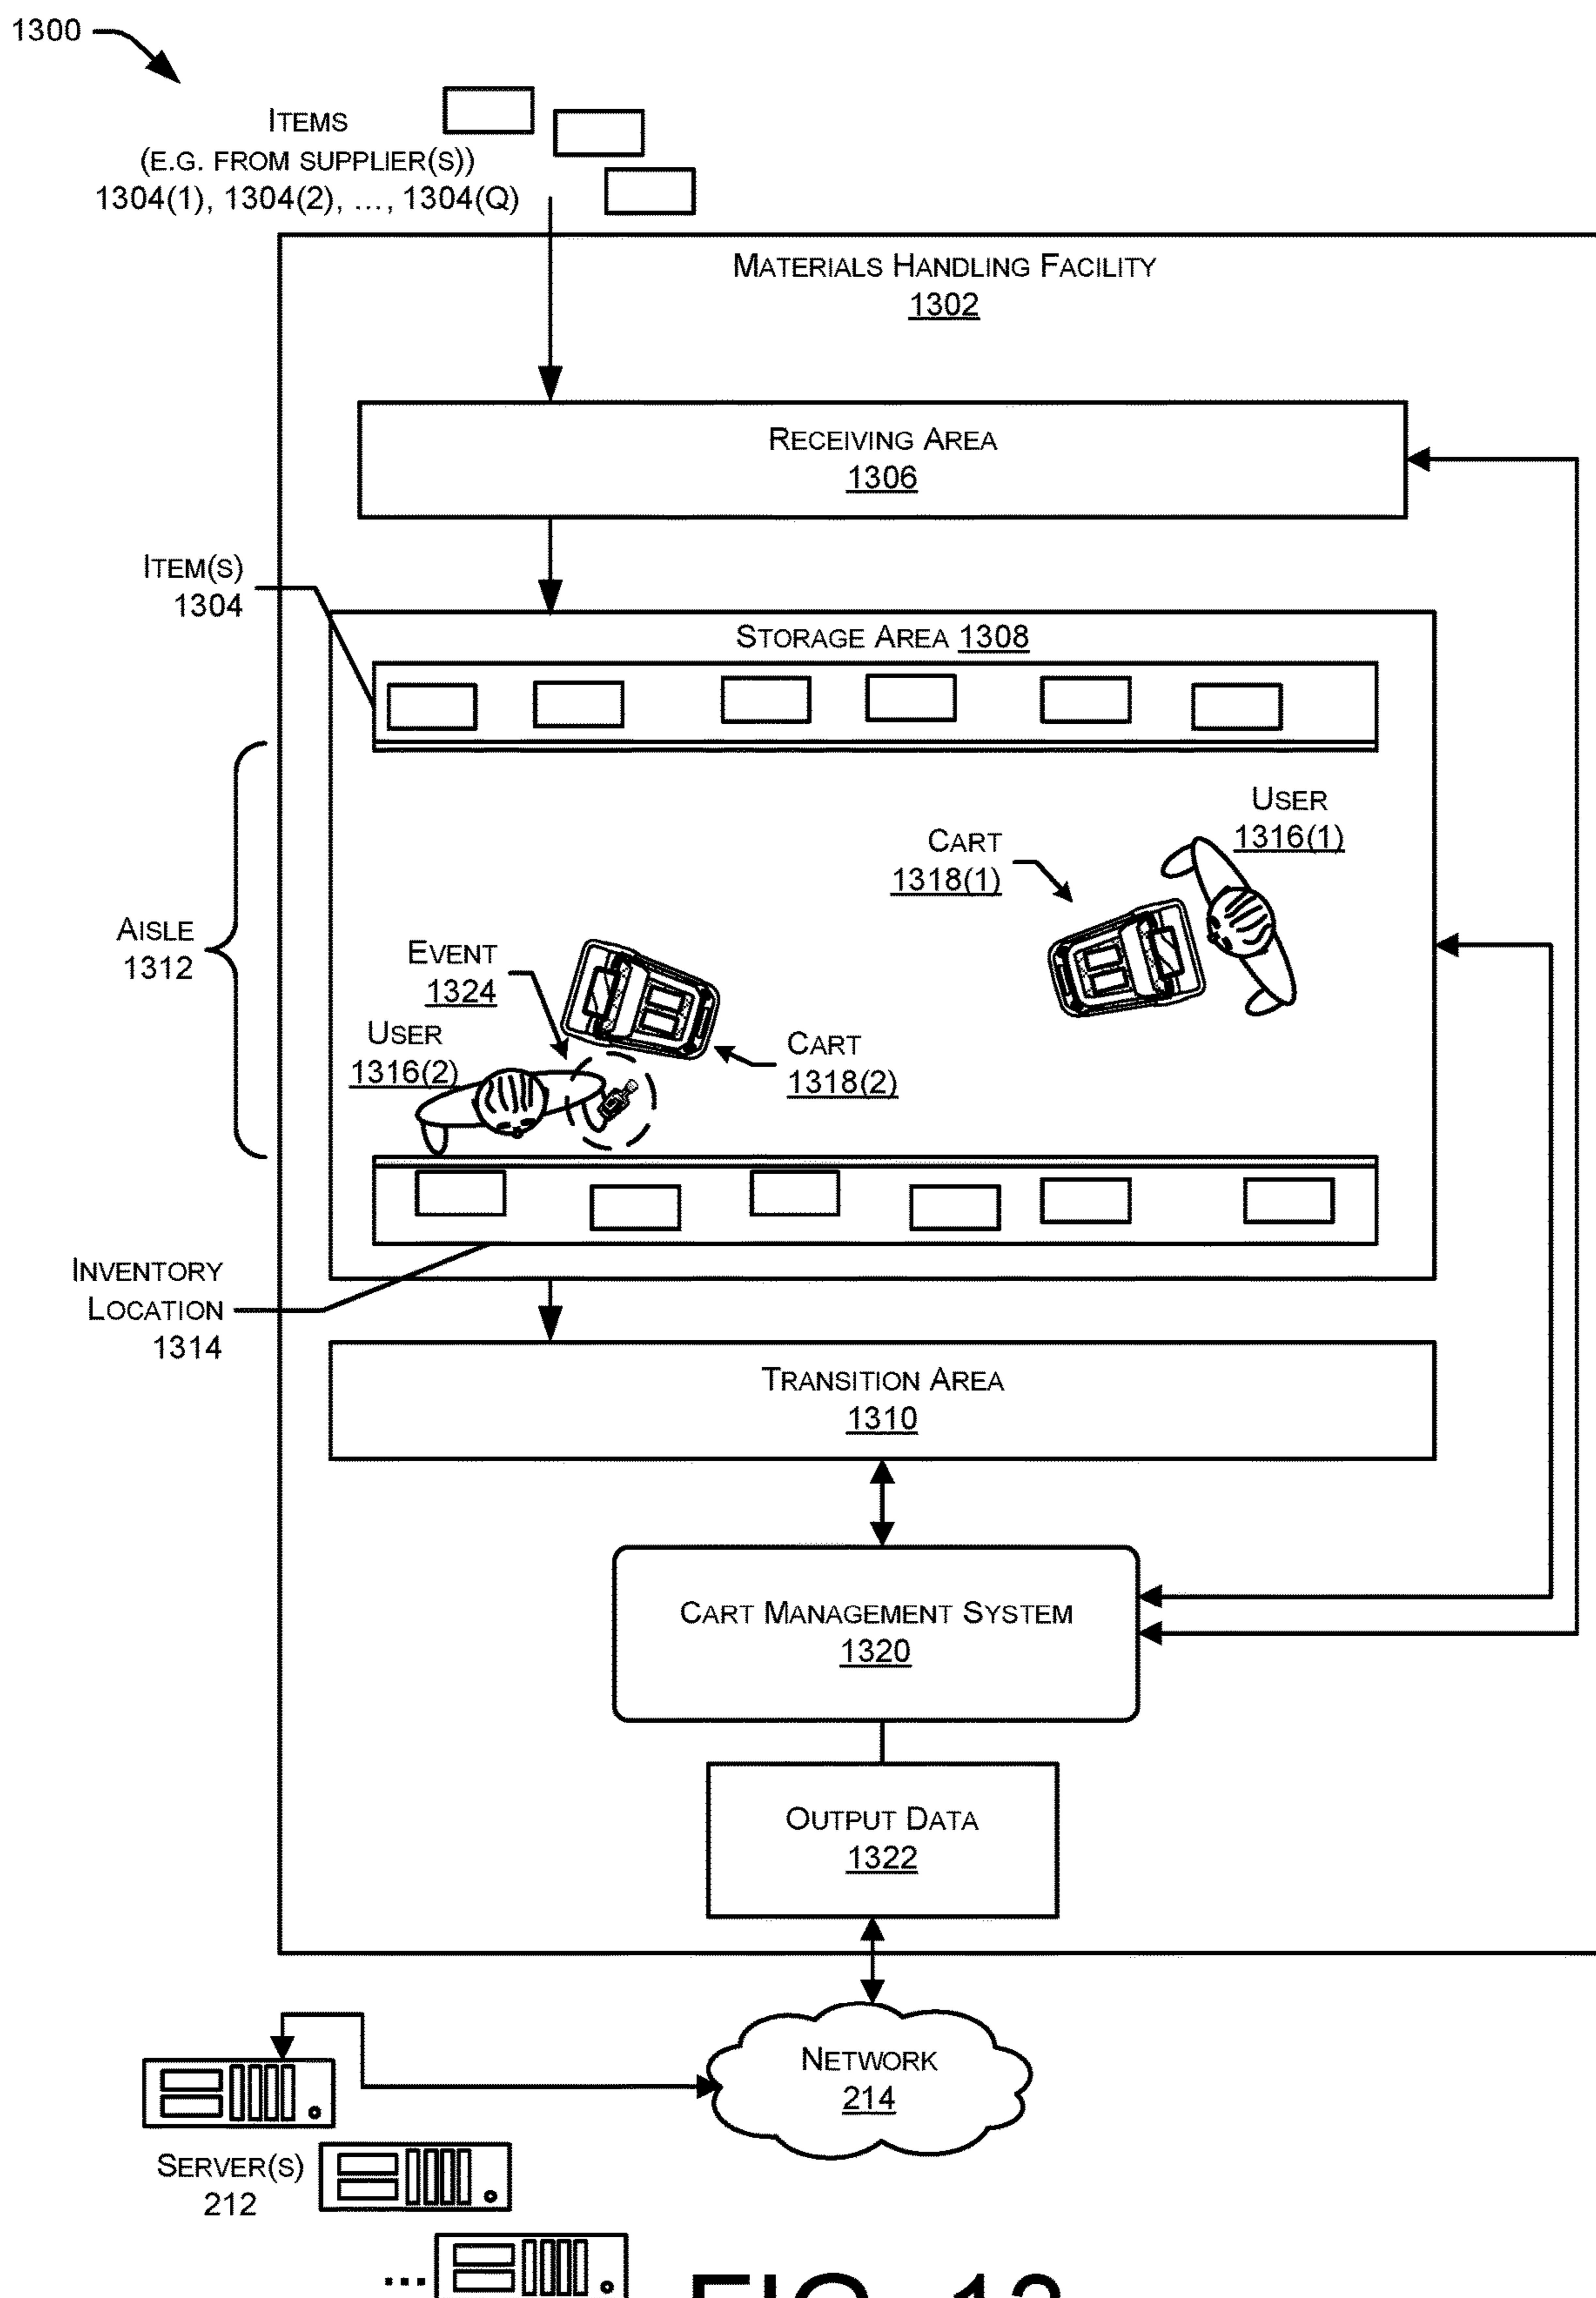 1300
ITEMS
(E.G. FROM SUPPLIER(S))
1304(1), 1304(2), ..., 1304(Q)
MATERIALS HANDLING FACILITY
1302
RECEIVING AREA
1306
ITEM(S)
1304
STORAGE AREA 1308
USER
1316(1)
CART
1318(1)
AISLE
1312
EVENT
1324
USER
1316(2)
CART
1318(2)
INVENTORY
LOCATION
1314
TRANSITION AREA
1310
CART MANAGEMENT SYSTEM
1320
OUTPUT DATA
1322
NETWORK
214
SERVER(S)
212
...
FIG. 13